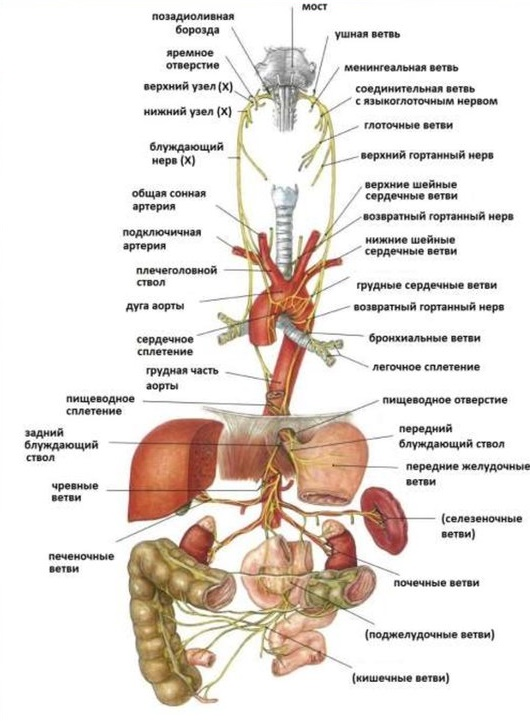 мост
позадиоливная
борозда
ушная ветвь
яремное
отверстие
менингеальная ветвь
верхний узел (X)
соединительная ветвь
с языкоглоточным нервом
нижний узел (X)
глоточные ветви
блуждающий
нерв (X)
верхний гортанный нерв
общая сонная
артерия
верхние шейные
сердечные ветви
возвратный гортанный нерв
подключичная
артерия
нижние шейные
сердечные ветви
плечеголовной
ствол
грудные сердечные ветви
дуга аорты
возвратный гортанный нерв
сердечное
сплетение
бронхиальные ветви
легочное сплетение
грудная часть
аорты
пищеводное
сплетение
пищеводное отверстие
задний
блуждающий
ствол
передний
блуждающий ствол
передние желудочные
ветви
чревные
ветви
(селезеночные
ветви)
печеночные
ветви
почечные ветви
(поджелудочные ветви)
(кишечные ветви)